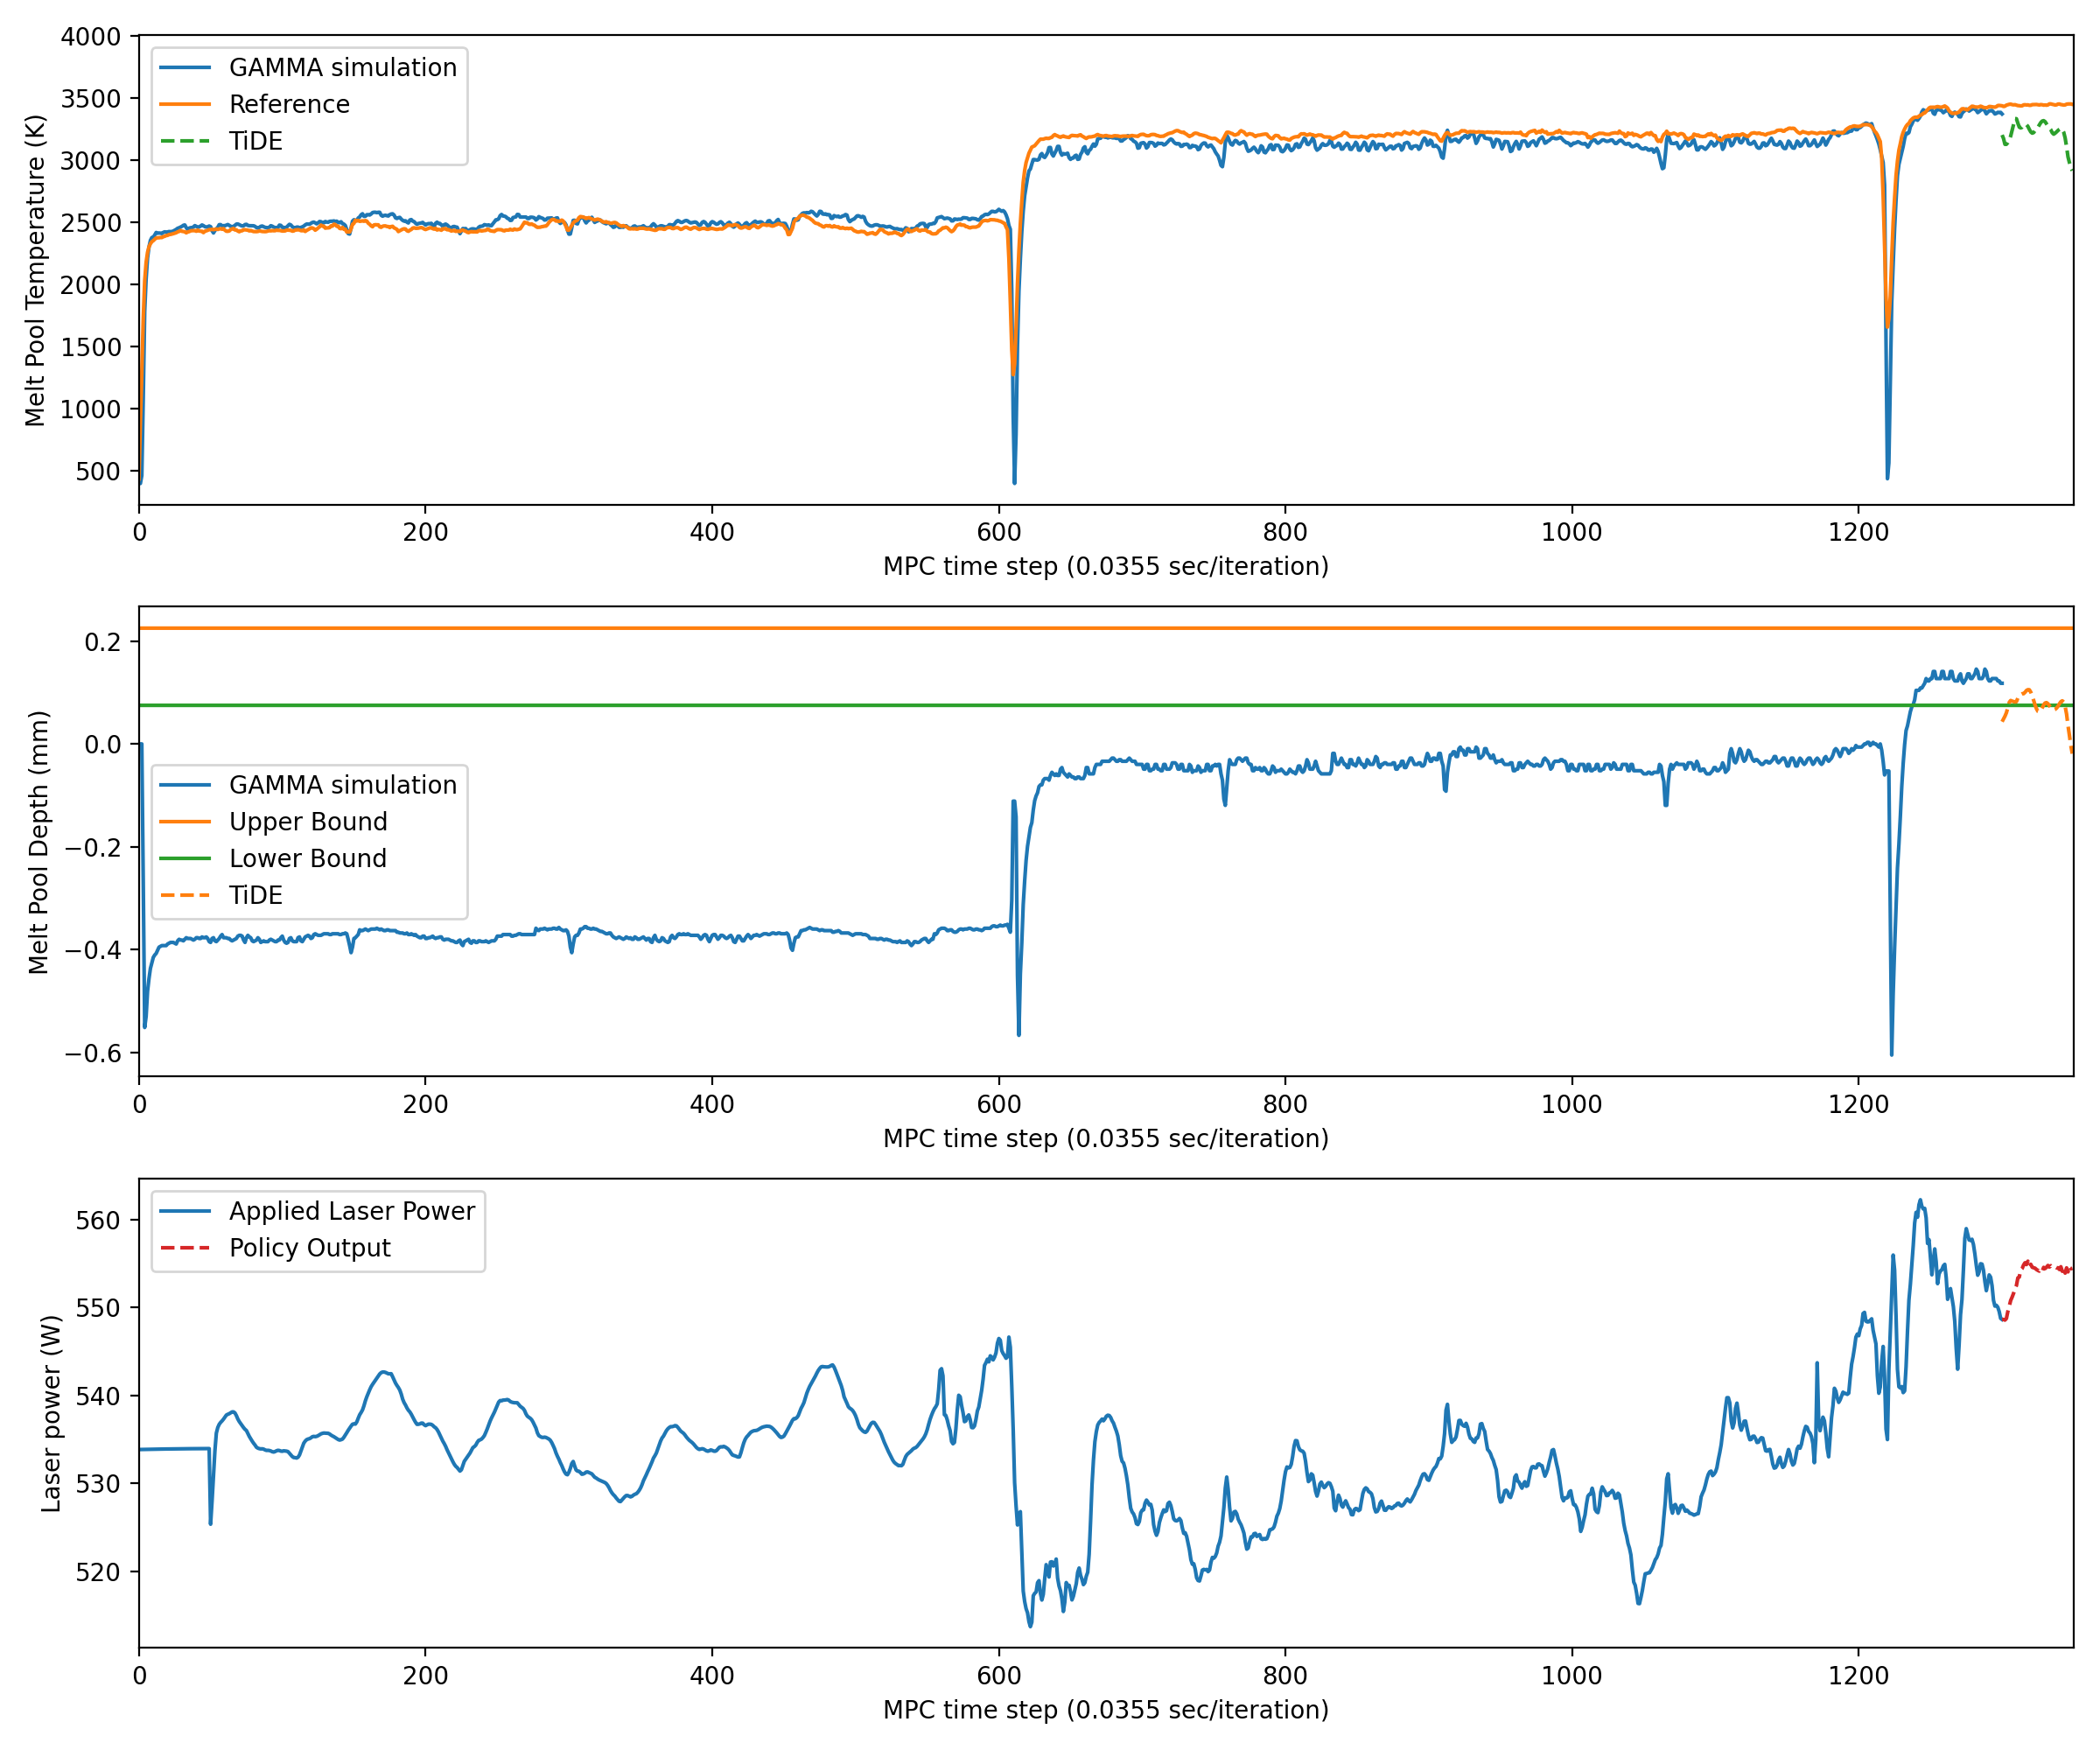 4000
3500
3000
2500
2000
1500
1000
500
Melt Pool Temperature (K)
GAMMA simulation
Reference
TiDE
0 200 400 600 800 1000 1200
MPC time step (0.0355 sec/iteration)
0.2
0.0
−0.2
−0.4
−0.6
Melt Pool Depth (mm)
GAMMA simulation
Upper Bound
Lower Bound
TiDE
0 200 400 600 800 1000 1200
MPC time step (0.0355 sec/iteration)
560
550
540
530
520
Laser power (W)
Applied Laser Power
Policy Output
0 200 400 600 800 1000 1200
MPC time step (0.0355 sec/iteration)